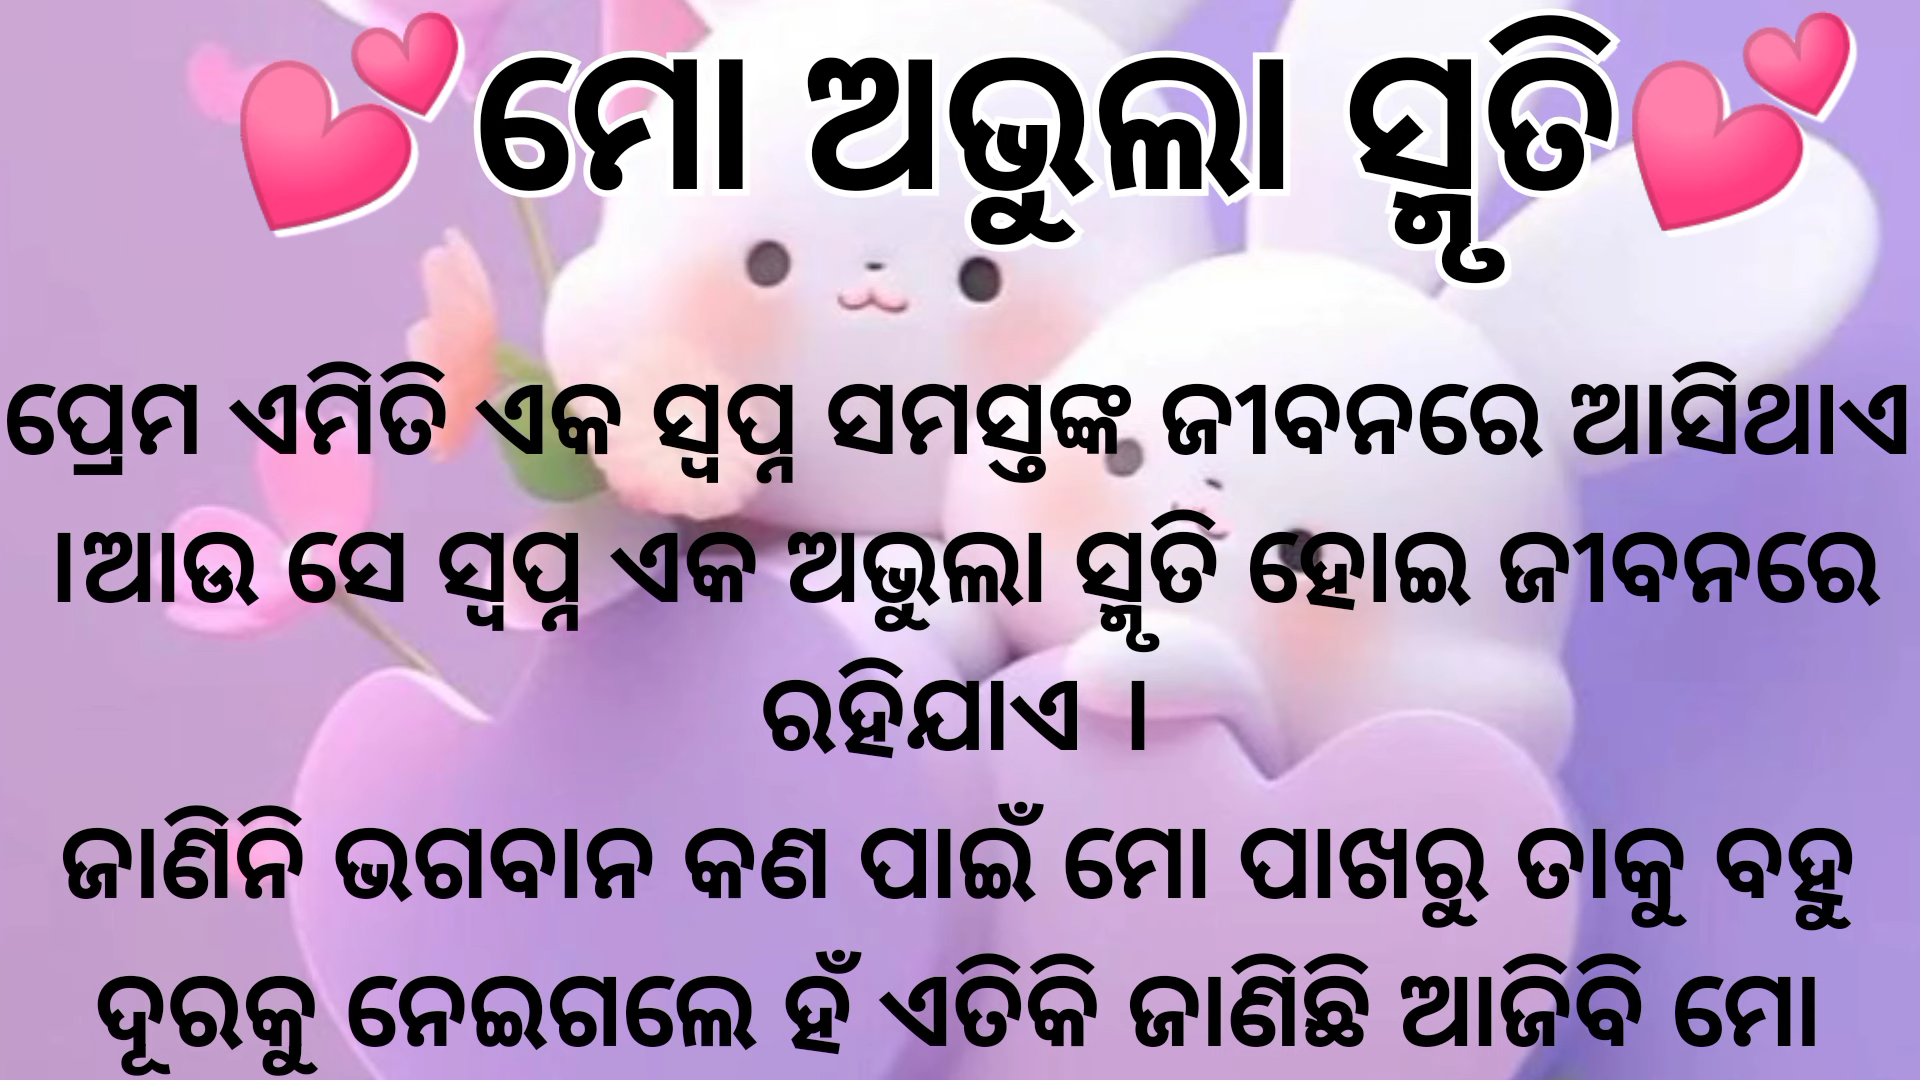 💕ମୋ ଅଭୁଲା ସ୍ମୃତି💕
ପ୍ରେମ ଏମିତି ଏକ ସ୍ୱପ୍ନ ସମସ୍ତଙ୍କ ଜୀବନରେ ଆସିଥାଏ
।ଆଉ ସେ ସ୍ୱପ୍ନ ଏକ ଅଭୁଲା ସ୍ମୃତି ହୋଇ ଜୀବନରେ
ରହିଯାଏ ।
ଜାଣିନି ଭଗବାନ କଣ ପାଇଁ ମୋ ପାଖରୁ ତାକୁ ବହୁ
ଦୂରକୁ ନେଇଗଲେ ହଁ ଏତିକି ଜାଣିଛି ଆଜିବି ମୋ